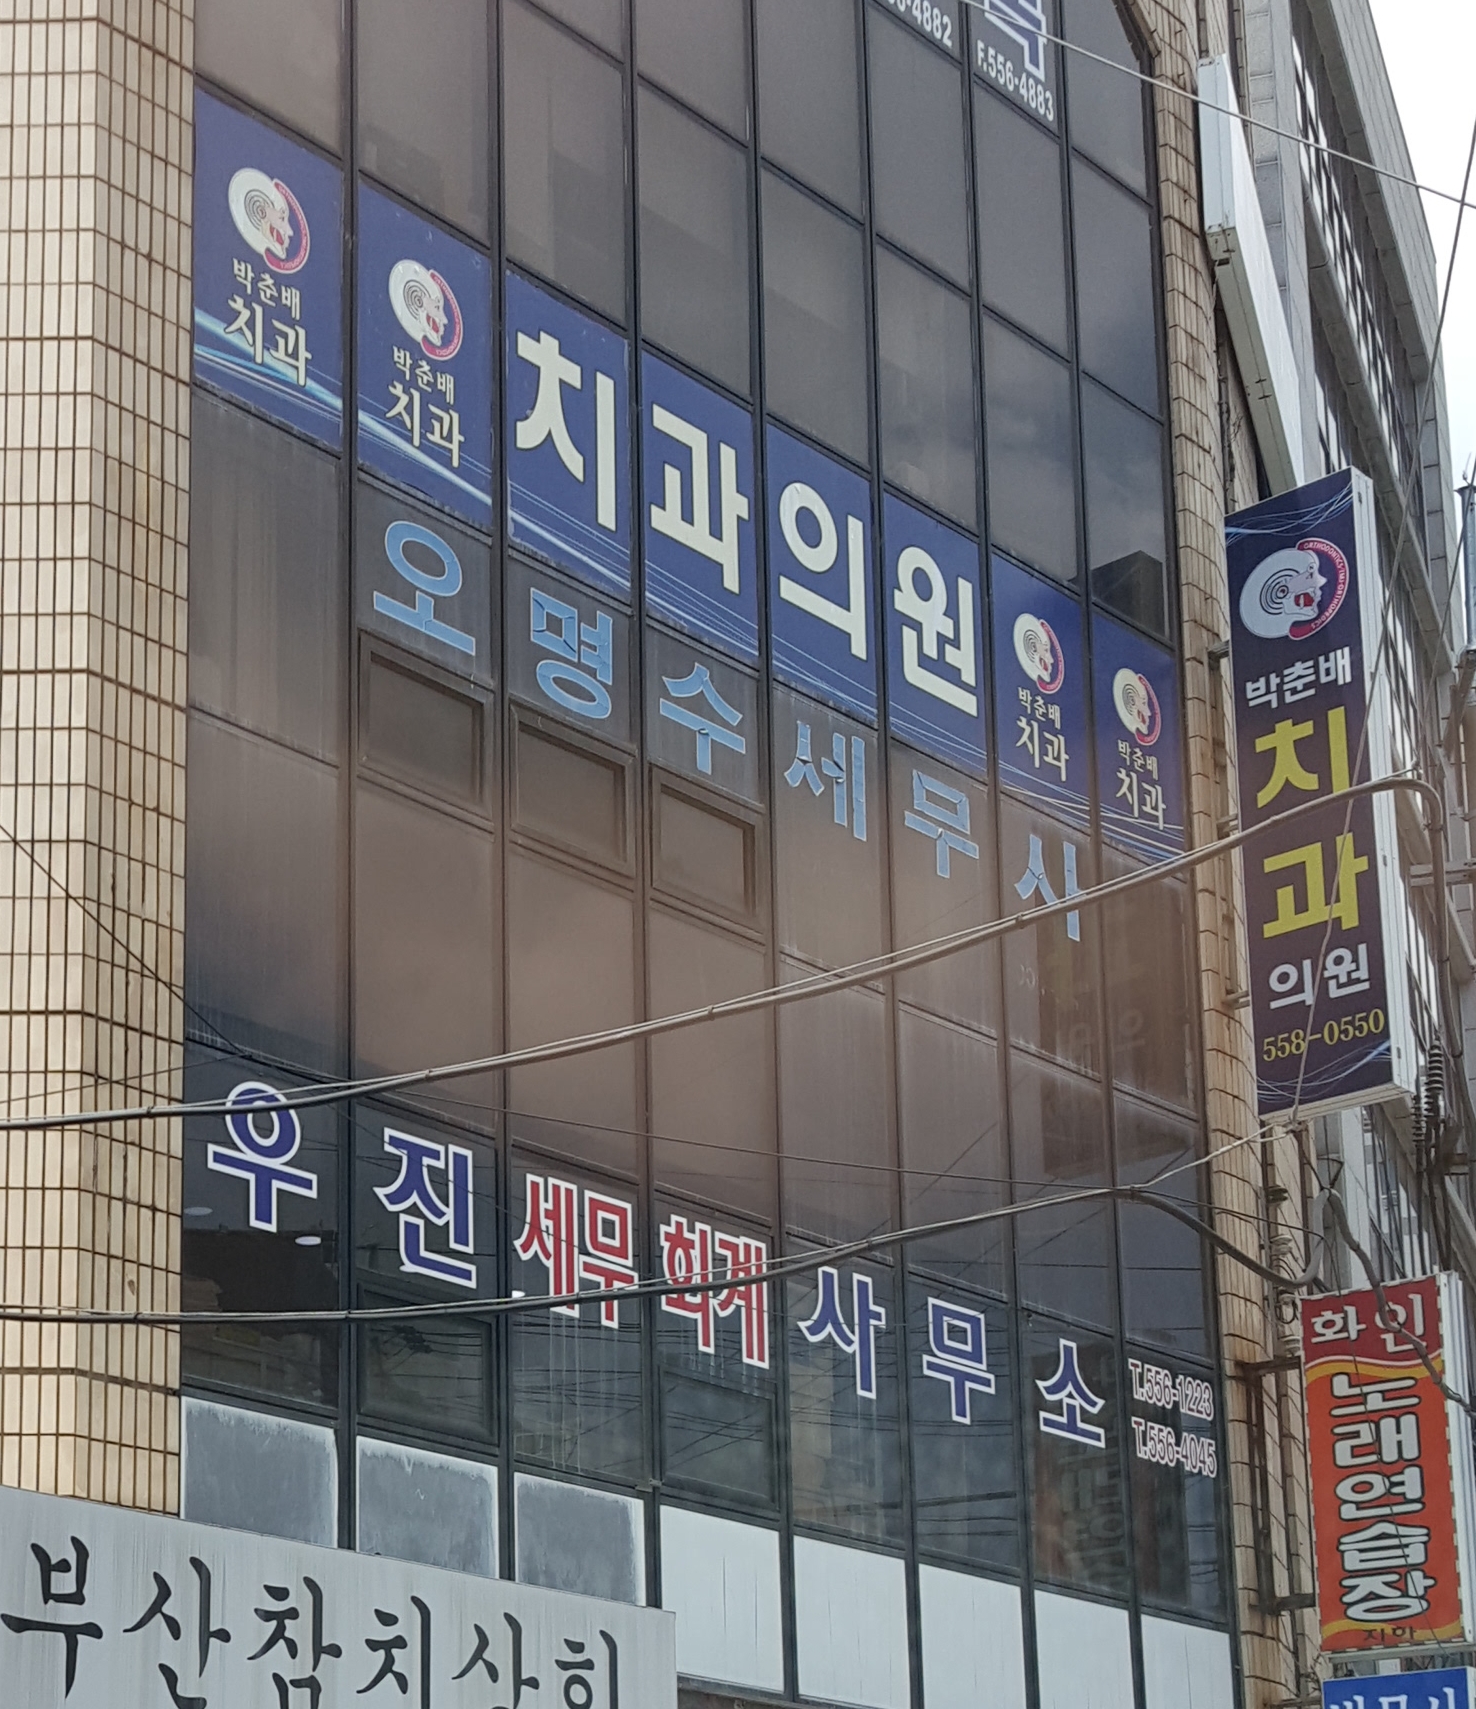 F.556-4883
박춘배
치과
박춘배
치과
치과의원
박춘배
치과
박춘배
치과
오명수세무사
우진세무회계사무소
T.556-1223
T.556-4045
부산참치상회
박춘배
치과
의원
558-0550
화인
노래연습장
지하